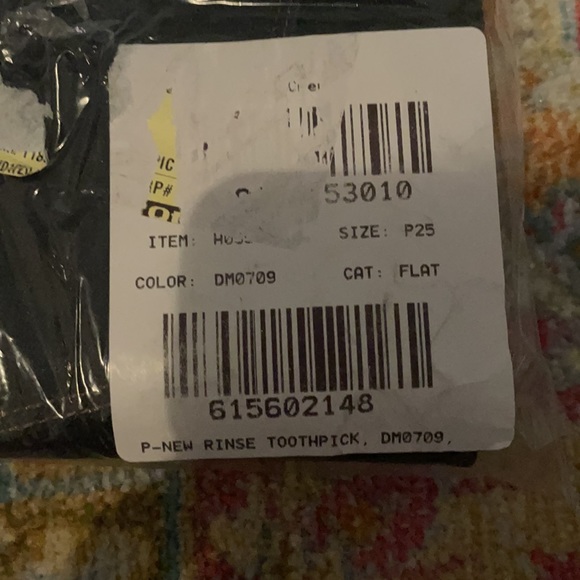 53010
ITEM: SIZE: P25
COLOR: DM0709 CAT: FLAT
615602148
P-NEW RINSE TOOTHPICK, DM0709,